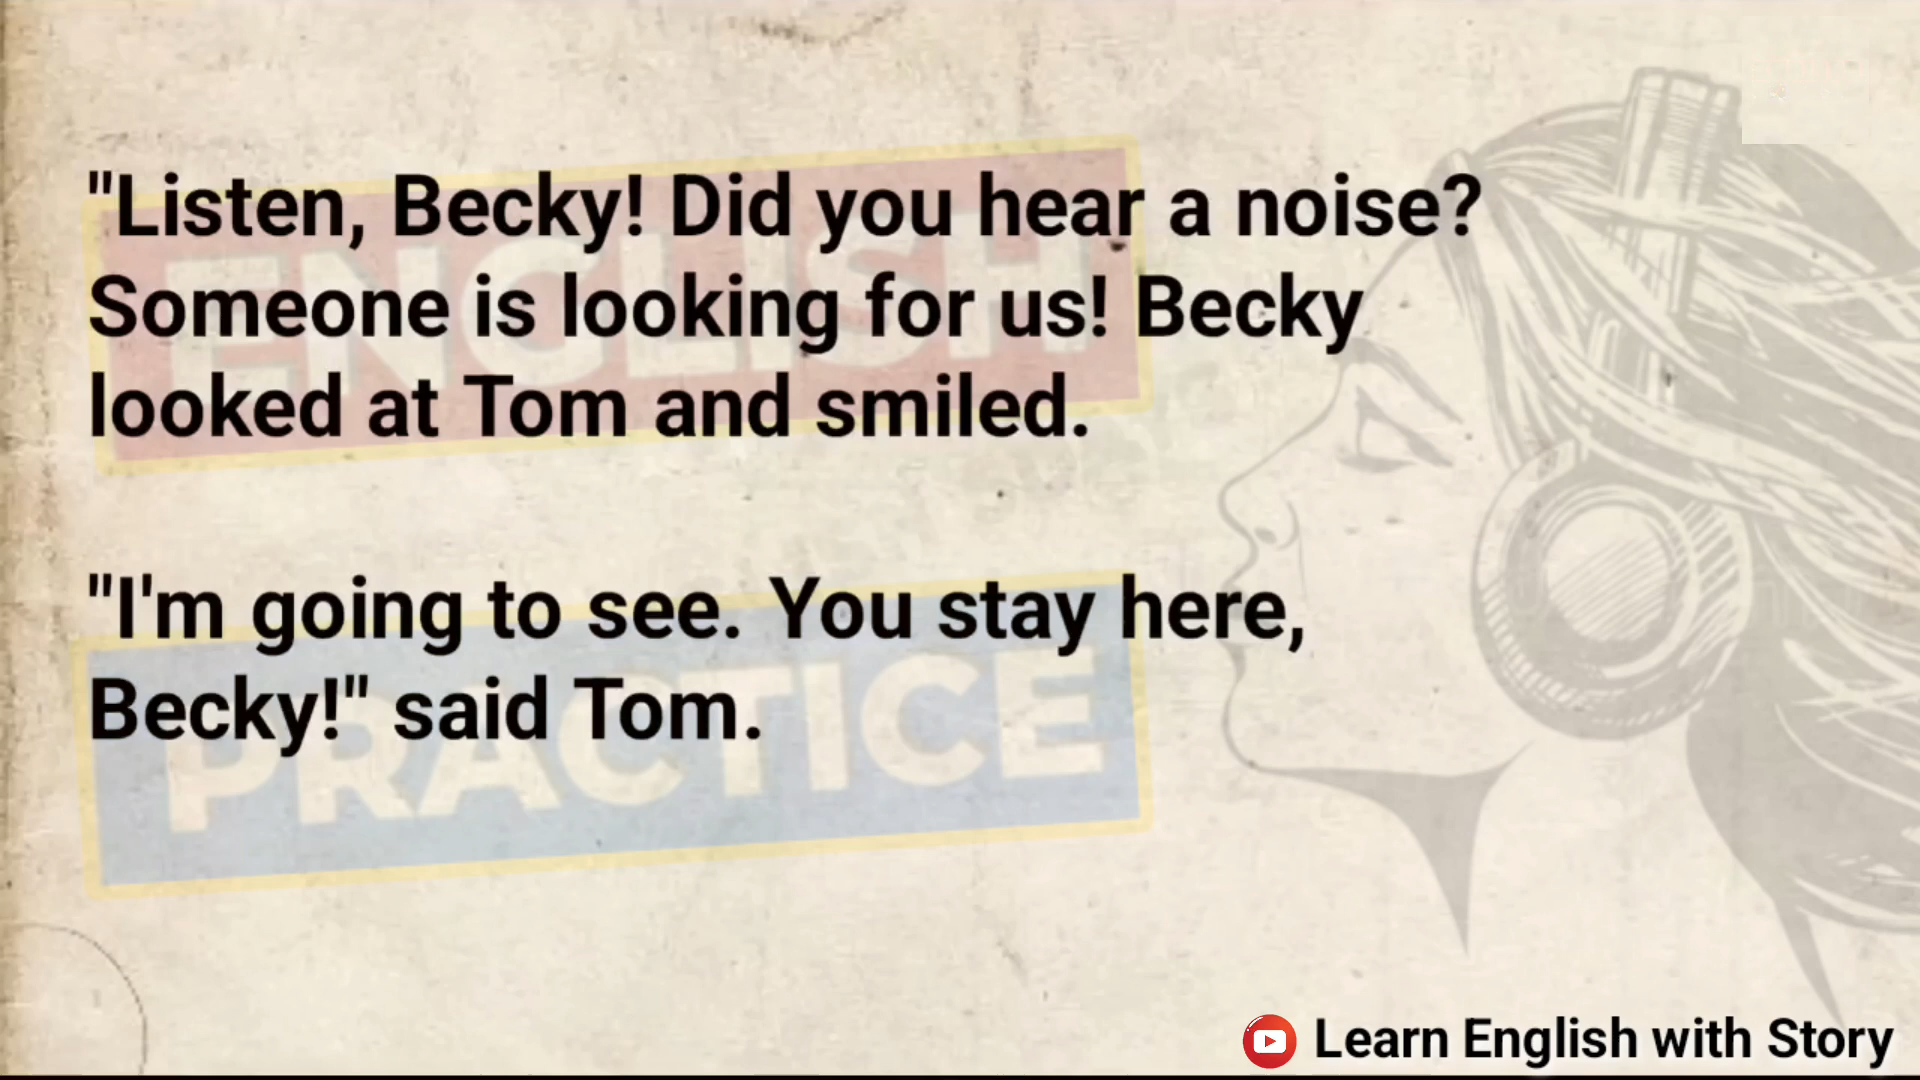 "Listen, Becky! Did you hear a noise?
Someone is looking for us! Becky
looked at Tom and smiled.
"I'm going to see. You stay here,
Becky!" said Tom.
ENGLISH
PRACTICE
Learn English with Story